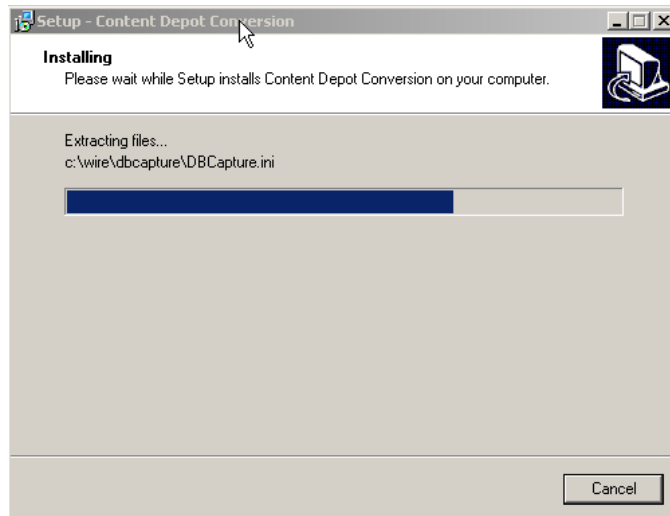 Setup - Content Depot Conversion
Installing
Please wait while Setup installs Content Depot Conversion on your computer.
Extracting files...
c:\wire\dbcapture\DBCapture.ini
Cancel